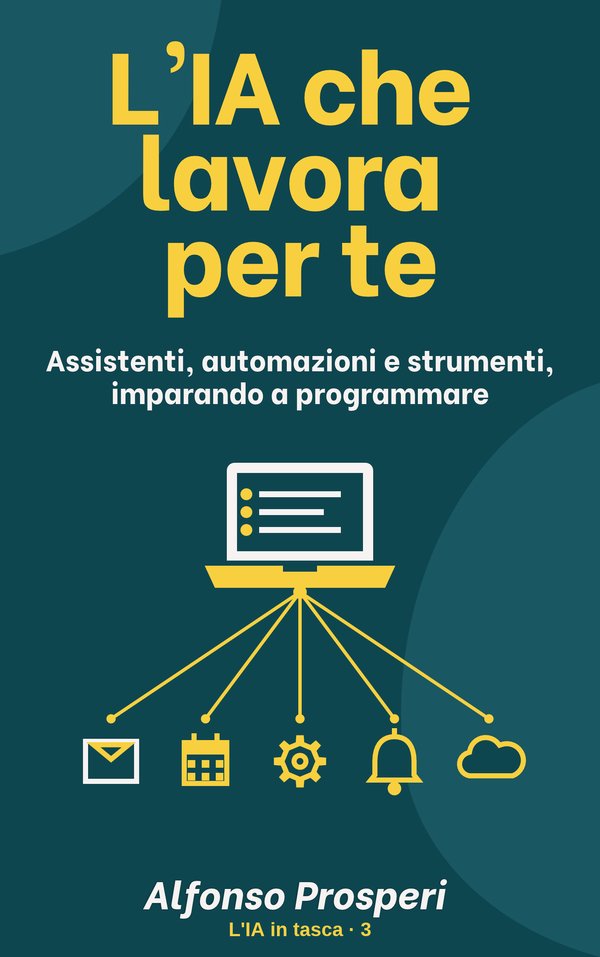 L’IA che
lavora
per te
Assistenti, automazioni e strumenti,
imparando a programmare
Alfonso Prosperi
L'IA in tasca · 3